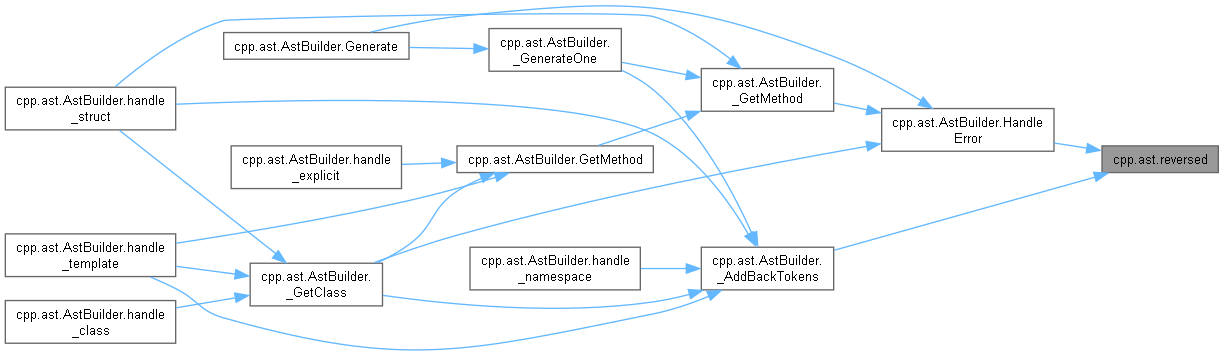 cpp.ast.AstBuilder.Generate
cpp.ast.AstBuilder.
_GenerateOne
cpp.ast.AstBuilder.
_GetMethod
cpp.ast.AstBuilder.handle
_struct
cpp.ast.AstBuilder.Handle
Error
cpp.ast.AstBuilder.handle
_explicit
cpp.ast.AstBuilder.GetMethod
cpp.ast.reversed
cpp.ast.AstBuilder.handle
_template
cpp.ast.AstBuilder.
_GetClass
cpp.ast.AstBuilder.handle
_namespace
cpp.ast.AstBuilder.
_AddBackTokens
cpp.ast.AstBuilder.handle
_class